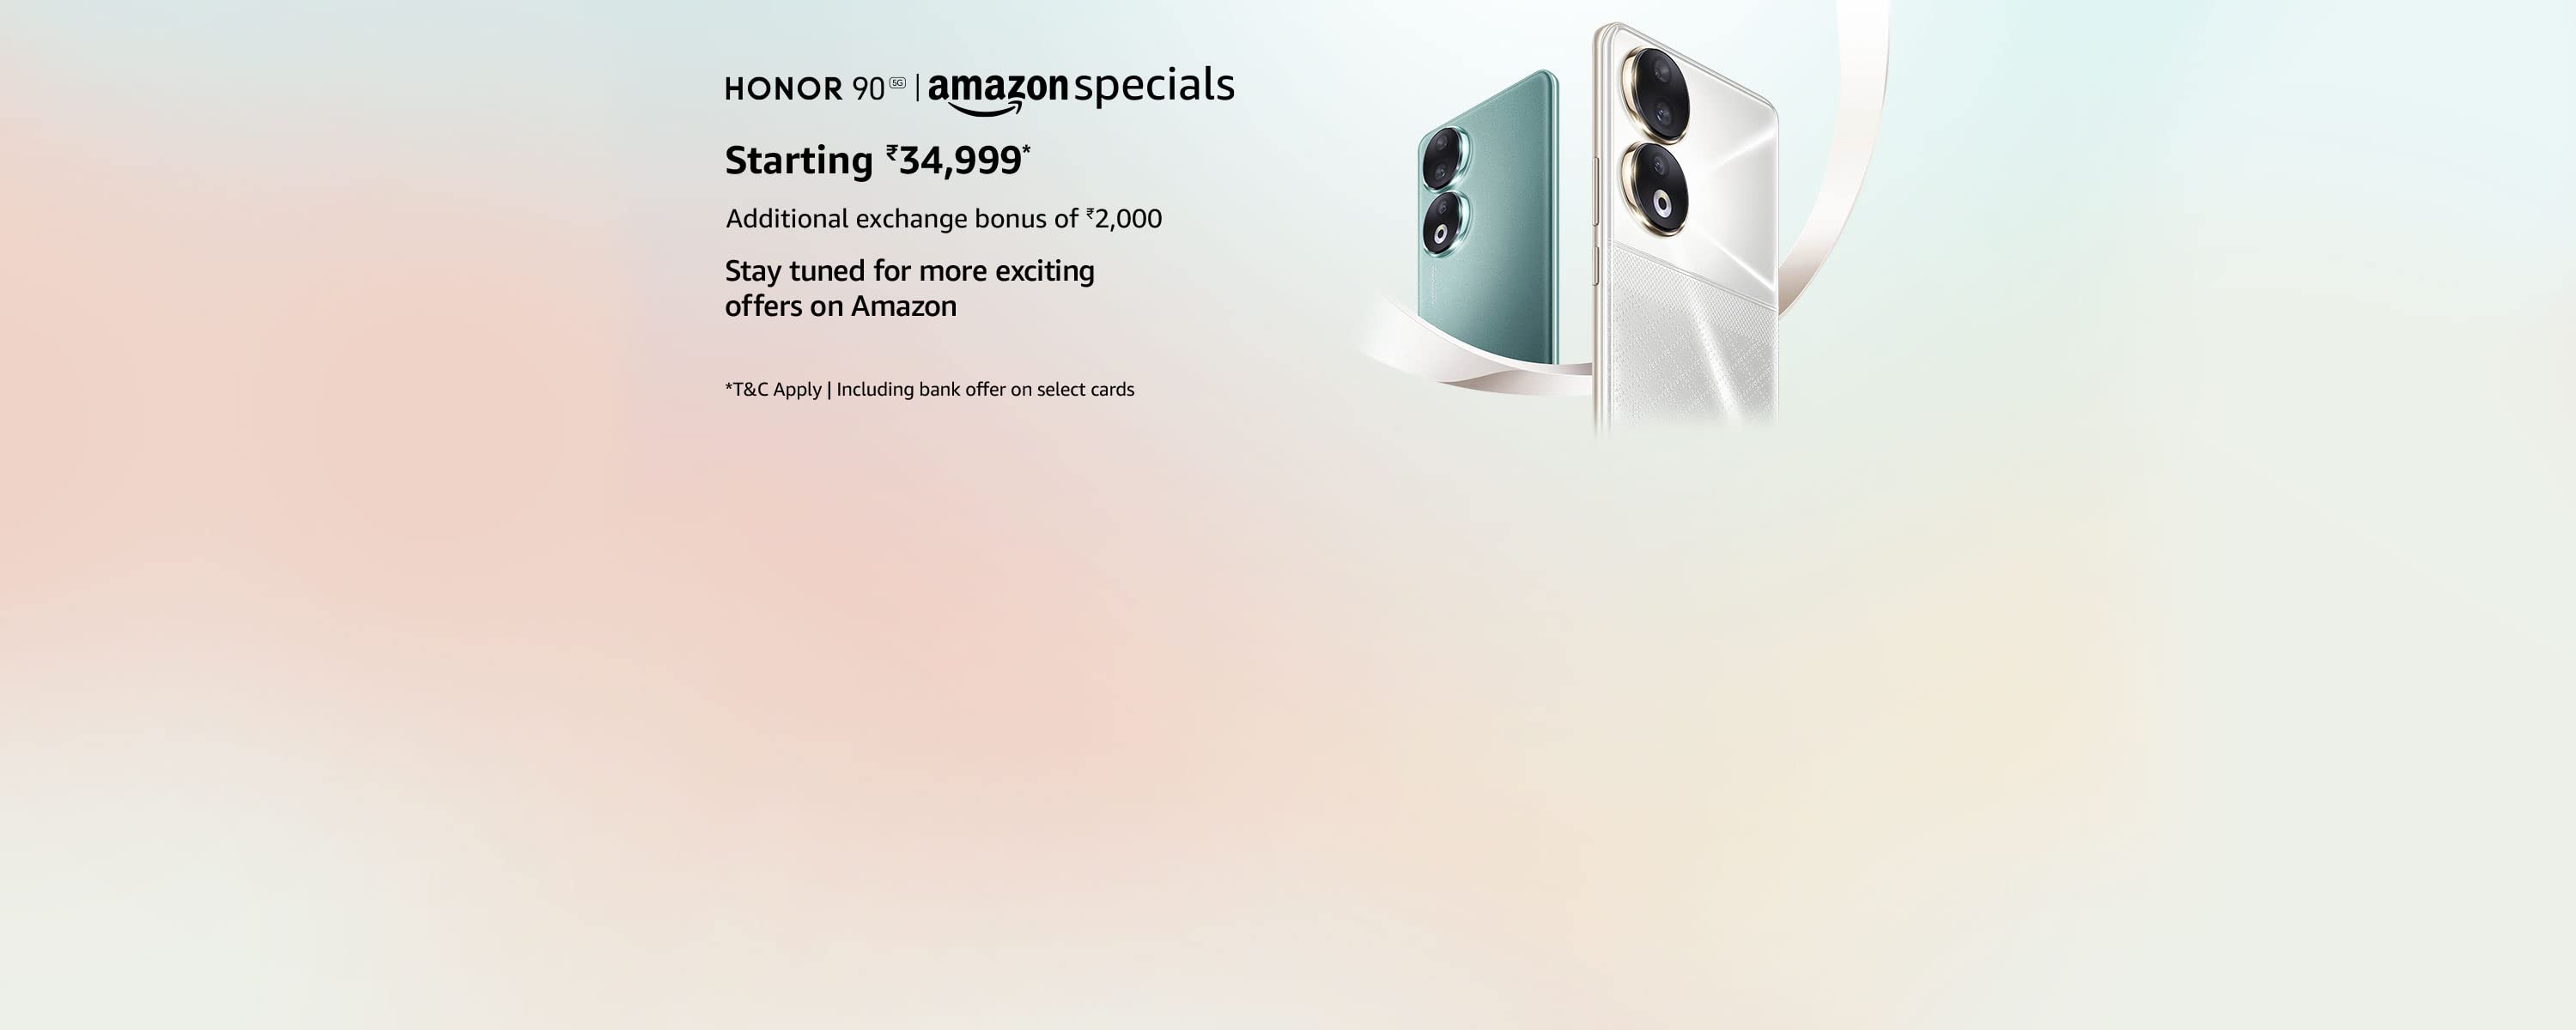 HONOR 90 5G | amazon specials
Starting ₹34,999*
Additional exchange bonus of ₹2,000
Stay tuned for more exciting
offers on Amazon
*T&C Apply | Including bank offer on select cards